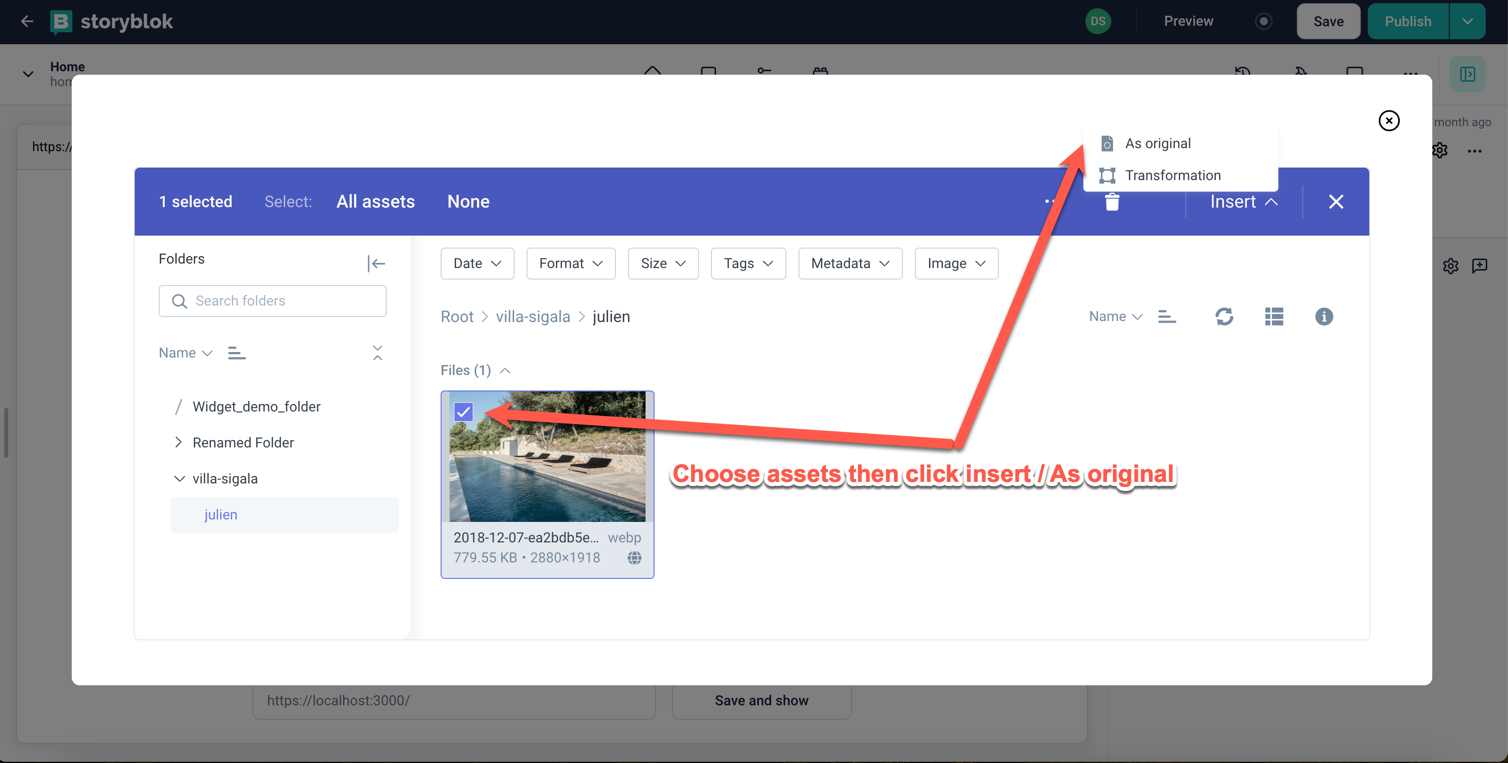 storyblok
DS
Preview
Save
Publish
Home
https://
month ago
As original
Transformation
1 selected
Select:
All assets
None
Insert
Folders
Search folders
Name
Widget_demo_folder
Renamed Folder
villa-sigala
julien
Date
Format
Size
Tags
Metadata
Image
Root > villa-sigala > julien
Name
Files (1)
2018-12-07-ea2bdb5e... webp
779.55 KB • 2880×1918
Choose assets then click insert / As original
https://localhost:3000/
Save and show